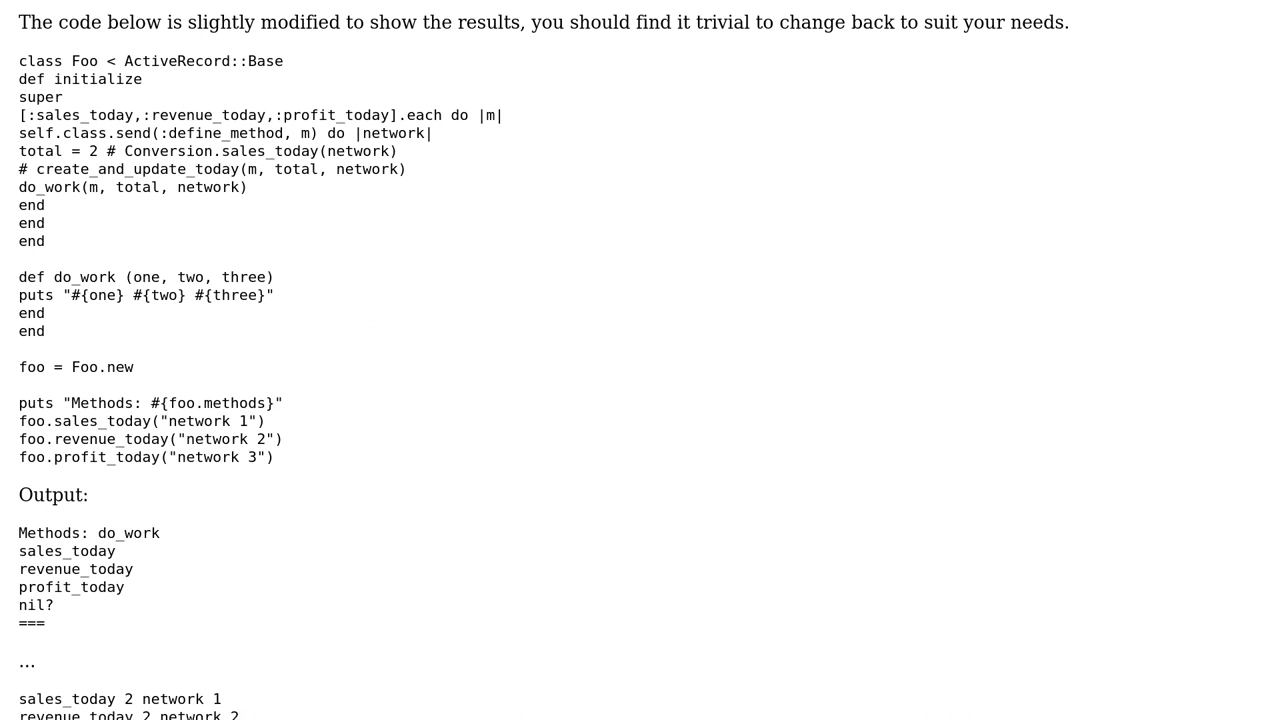 The code below is slightly modified to show the results, you should find it trivial to change back to suit your needs.
class Foo < ActiveRecord::Base
def initialize
super
[:sales_today,:revenue_today,:profit_today].each do |m|
self.class.send(:define_method, m) do |network|
total = 2 # Conversion.sales_today(network)
# create_and_update_today(m, total, network)
do_work(m, total, network)
end
end
end
def do_work (one, two, three)
puts "#{one} #{two} #{three}"
end
end
foo = Foo.new
puts "Methods: #{foo.methods}"
foo.sales_today("network 1")
foo.revenue_today("network 2")
foo.profit_today("network 3")
Output:
Methods: do_work
sales_today
revenue_today
profit_today
nil?
===
...
sales_today 2 network 1
revenue_today 2 network 2